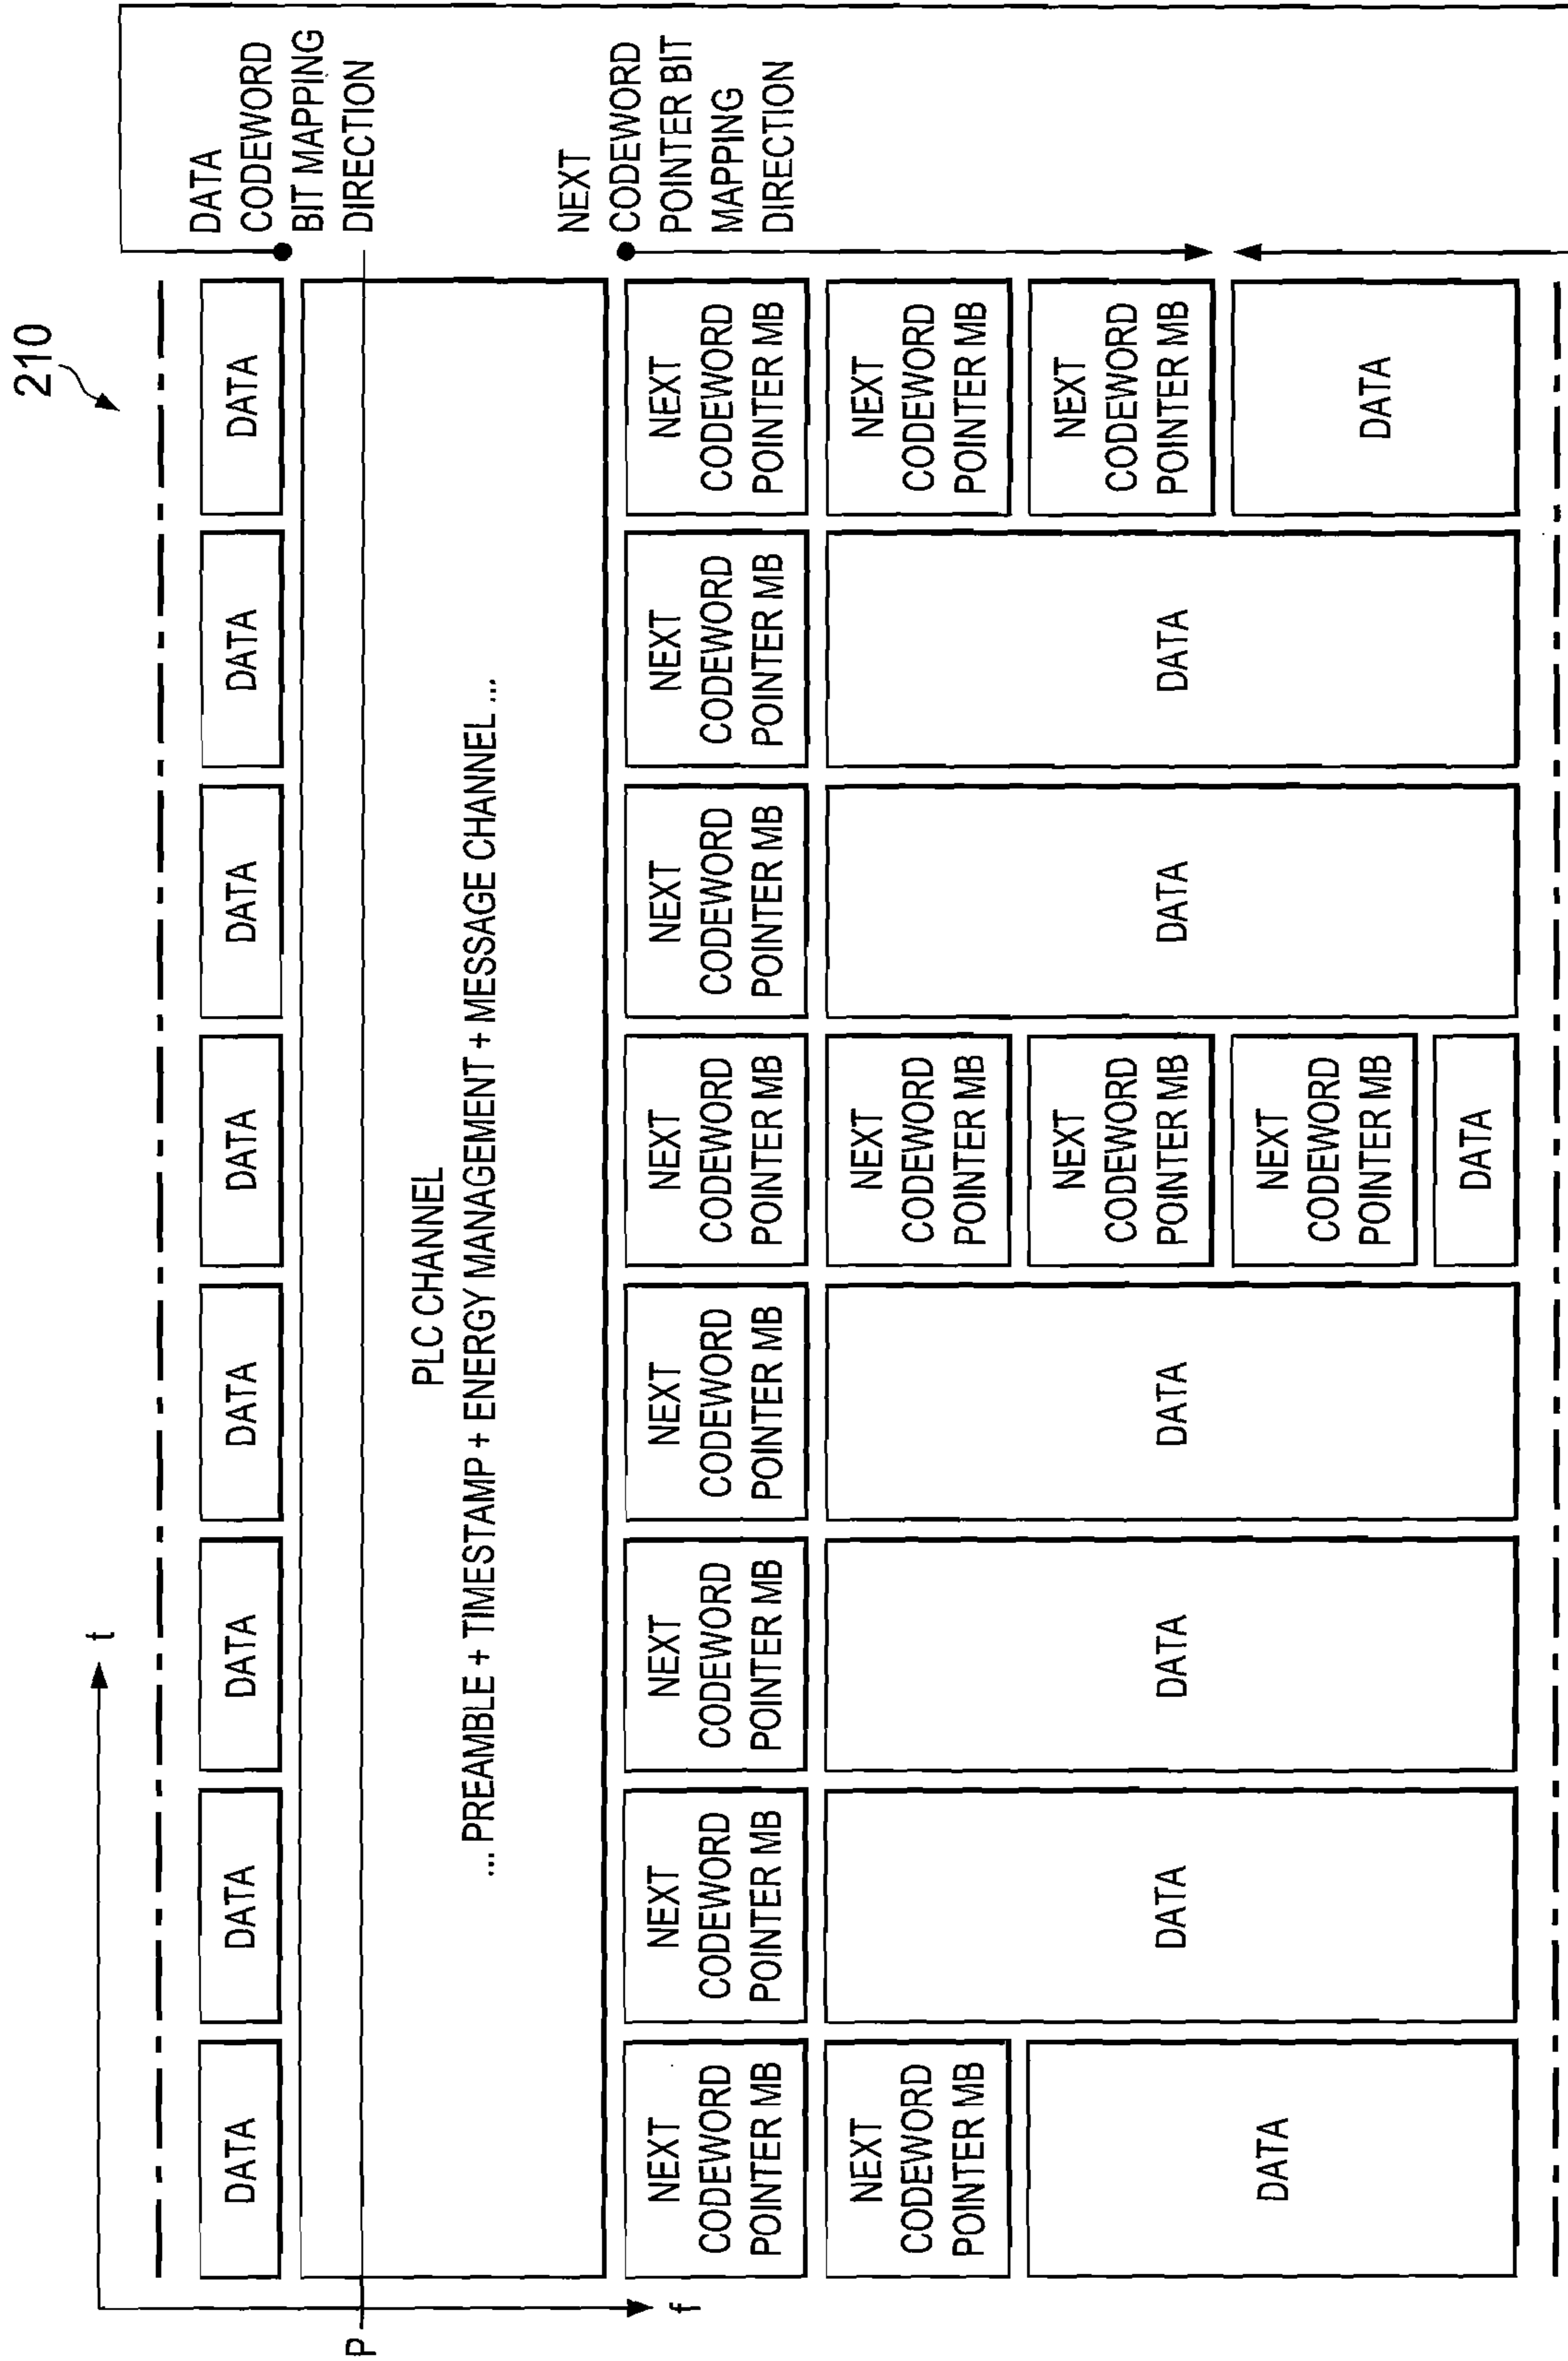 210
t
DATA
DATA
DATA
DATA
DATA
DATA
DATA
DATA
DATA
CODEWORD
BIT MAPPING
DIRECTION
P
PLC CHANNEL
... PREAMBLE + TIMESTAMP + ENERGY MANAGEMENT + MESSAGE CHANNEL ...
f
NEXT
CODEWORD
POINTER BIT
MAPPING
DIRECTION
NEXT
CODEWORD
POINTER MB
NEXT
CODEWORD
POINTER MB
NEXT
CODEWORD
POINTER MB
NEXT
CODEWORD
POINTER MB
NEXT
CODEWORD
POINTER MB
NEXT
CODEWORD
POINTER MB
NEXT
CODEWORD
POINTER MB
NEXT
CODEWORD
POINTER MB
NEXT
CODEWORD
POINTER MB
DATA
DATA
DATA
NEXT
CODEWORD
POINTER MB
DATA
DATA
NEXT
CODEWORD
POINTER MB
DATA
NEXT
CODEWORD
POINTER MB
NEXT
CODEWORD
POINTER MB
NEXT
CODEWORD
POINTER MB
DATA
DATA